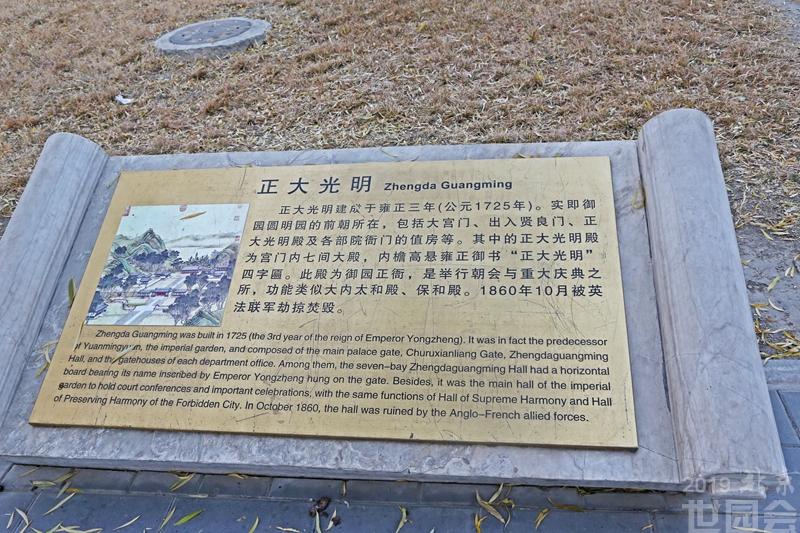 正大光明 Zhengda Guangming
正大光明建成于雍正三年(公元1725年)。实即御
园圆明园的前朝所在，包括大宫门、出入贤良门、正
大光明殿及各部院衙门的值房等。其中的正大光明殿
为宫门内七间大殿，内檐高悬雍正御书“正大光明”
四字匾。此殿为御园正衙，是举行朝会与重大庆典之
所，功能类似大内太和殿、保和殿。1860年10月被英
法联军劫掠焚毁。
Zhengda Guangming was built in 1725 (the 3rd year of the reign of Emperor Yongzheng). It was in fact the predecessor
of Yuanmingyuan, the imperial garden, and composed of the main palace gate, Churuxianliang Gate, Zhengdaguangming
Hall, and the gatehouses of each department office. Among them, the seven-bay Zhengdaguangming Hall had a horizontal
board bearing its name inscribed by Emperor Yongzheng hung on the gate. Besides, it was the main hall of the imperial
garden to hold court conferences and important celebrations, with the same functions of Hall of Supreme Harmony and Hall
of Preserving Harmony of the Forbidden City. In October 1860, the hall was ruined by the Anglo-French allied forces.
2019 北京
世园会